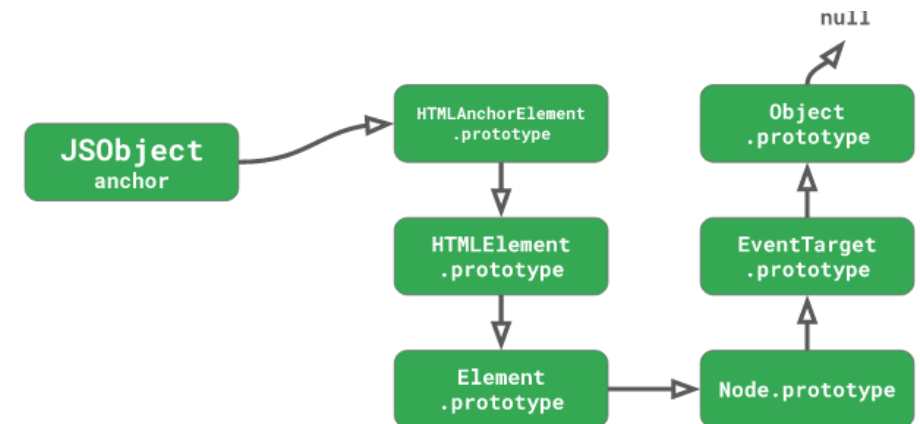 null
JSObject
anchor
HTMLAnchorElement
.prototype
HTMLElement
.prototype
Element
.prototype
Node.prototype
EventTarget
.prototype
Object
.prototype